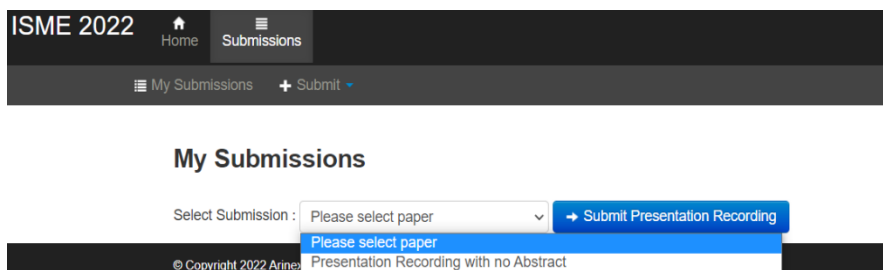 ISME 2022
Home
Submissions
My Submissions
Submit
My Submissions
Select Submission :
Please select paper
Submit Presentation Recording
Please select paper
Presentation Recording with no Abstract
© Copyright 2022 Arinex